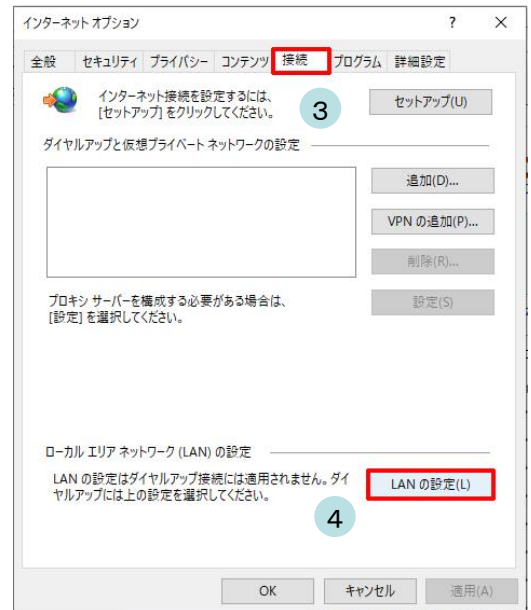 インターネット オプション
? ×
全般 セキュリティ プライバシー コンテンツ 接続 プログラム 詳細設定
インターネット接続を設定するには、
[セットアップ] をクリックしてください。
3
セットアップ(U)
ダイヤルアップと仮想プライベート ネットワークの設定
追加(D)...
VPN の追加(P)...
削除(R)...
プロキシ サーバーを構成する必要がある場合は、
[設定] を選択してください。
設定(S)
ローカル エリア ネットワーク (LAN) の設定
LAN の設定はダイヤルアップ接続には適用されません。ダイ
ヤルアップには上の設定を選択してください。
LAN の設定(L)
4
OK キャンセル 適用(A)